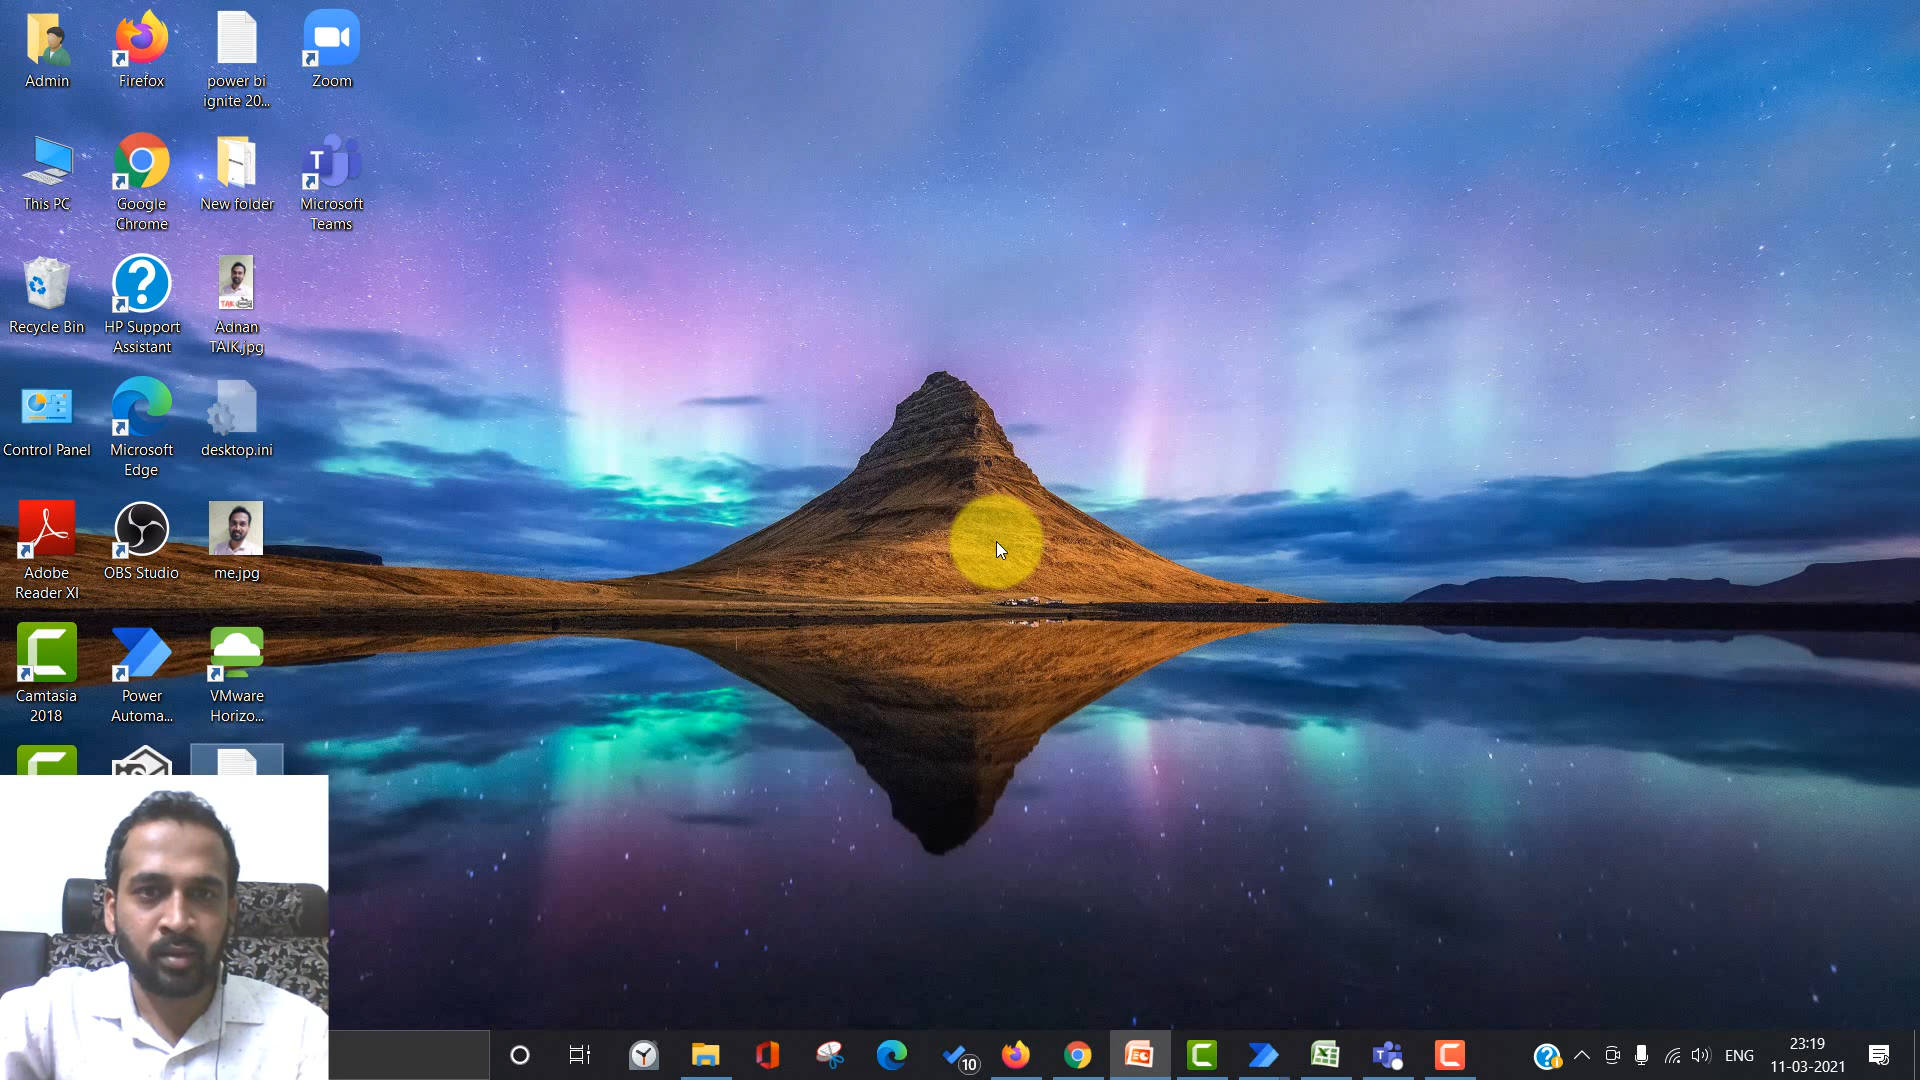 Admin
Firefox
power bi
ignite 20...
Zoom
This PC
Google
Chrome
New folder
Microsoft
Teams
Recycle Bin
HP Support
Assistant
Adnan
TAIK.jpg
Control Panel
Microsoft
Edge
desktop.ini
Adobe
Reader XI
OBS Studio
me.jpg
Camtasia
2018
Power
Automa...
VMware
Horizo...
10
ENG
23:19
11-03-2021